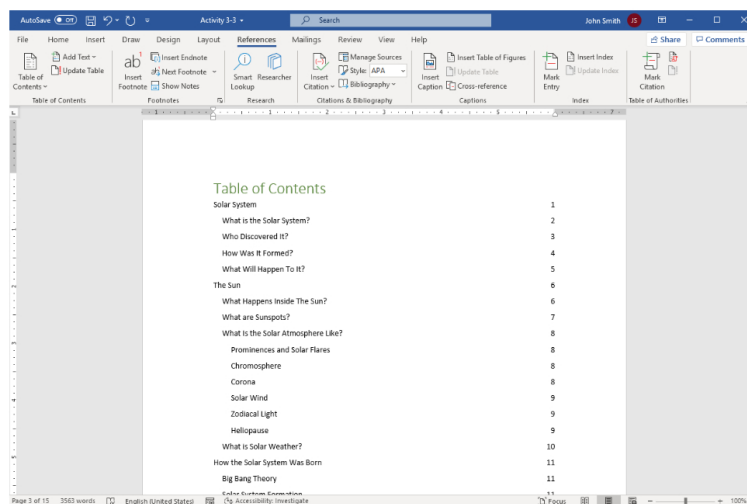 AutoSave Off Activity 3-3 Search John Smith JS
File Home Insert Draw Design Layout References Mailings Review View Help Share Comments
Table of Contents
Add Text
Update Table
Table of Contents
ab
Insert Footnote
Insert Endnote
Next Footnote
Show Notes
Footnotes
Smart Lookup
Researcher
Research
Insert Citation
Manage Sources
Style: APA
Bibliography
Citations & Bibliography
Insert Caption
Insert Table of Figures
Update Table
Cross-reference
Captions
Mark Entry
Insert Index
Update Index
Index
Mark Citation
Table of Authorities
Table of Contents
Solar System 1
What is the Solar System? 2
Who Discovered It? 3
How Was It Formed? 4
What Will Happen To It? 5
The Sun 6
What Happens Inside The Sun? 6
What are Sunspots? 7
What Is the Solar Atmosphere Like? 8
Prominences and Solar Flares 8
Chromosphere 8
Corona 8
Solar Wind 9
Zodiacal Light 9
Heliopause 9
What is Solar Weather? 10
How the Solar System Was Born 11
Big Bang Theory 11
Solar System Formation 11
Page 3 of 15 3563 words English (United States) Accessibility: Investigate Focus 100%